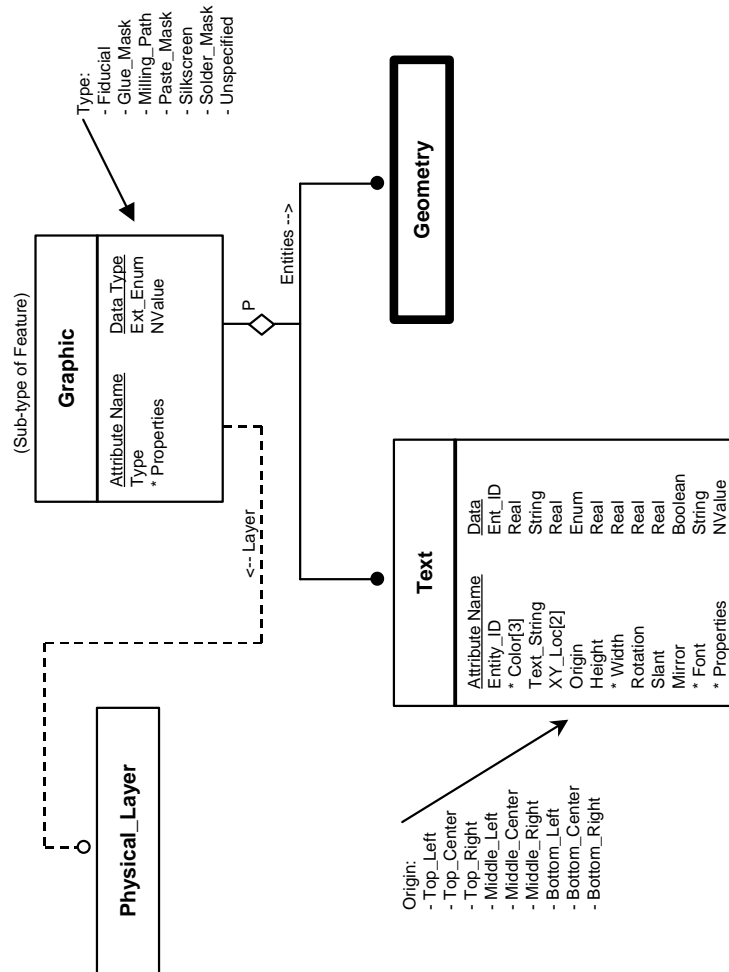 (Sub-type of Feature)
Graphic
Attribute Name Data Type
Type Ext_Enum
* Properties NValue
Type:
- Fiducial
- Glue_Mask
- Milling_Path
- Paste_Mask
- Silkscreen
- Solder_Mask
- Unspecified
Physical_Layer
<-- Layer
P
Entities -->
Geometry
Text
Attribute Name Data
Entity_ID Ent_ID
* Color[3] Real
Text_String String
XY_Loc[2] Real
Origin Enum
Height Real
* Width Real
Rotation Real
Slant Real
Mirror Boolean
* Font String
* Properties NValue
Origin:
- Top_Left
- Top_Center
- Top_Right
- Middle_Left
- Middle_Center
- Middle_Right
- Bottom_Left
- Bottom_Center
- Bottom_Right